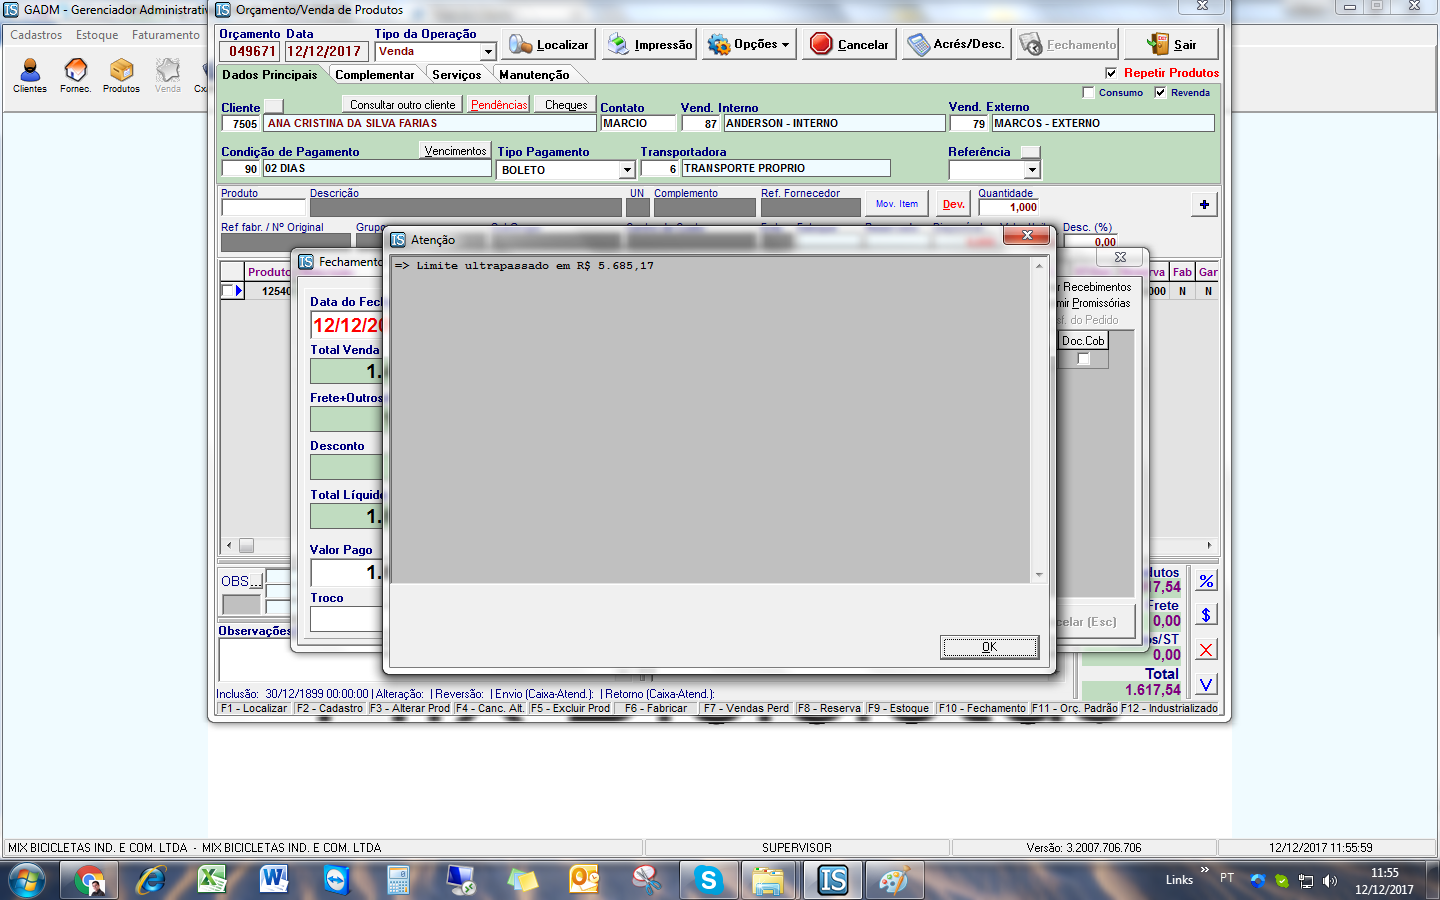 GADM - Gerenciador Administrativ
Orçamento/Venda de Produtos
Cadastros Estoque Faturamento
Clientes Fornec. Produtos Venda
Orçamento Data Tipo da Operação
049671 12/12/2017 Venda
Localizar Impressão Opções Cancelar Acrés/Desc. Fechamento Sair
Dados Principais Complementar Serviços Manutenção
Repetir Produtos
Consumo Revenda
Cliente Consultar outro cliente Pendências Cheques Contato Vend. Interno Vend. Externo
7505 ANA CRISTINA DA SILVA FARIAS MARCIO 87 ANDERSON - INTERNO 79 MARCOS - EXTERNO
Condição de Pagamento Vencimentos Tipo Pagamento Transportadora Referência
90 02 DIAS BOLETO 6 TRANSPORTE PROPRIO
Produto Descrição UN Complemento Ref. Fornecedor Mov. Item Dev. Quantidade
1,000
Ref fabr. / Nº Original Grupo Desc. (%)
0,00
Atenção
=> Limite ultrapassado em R$ 5.685,17
OK
Fechamento
Produto rva Fab Gar
12540 000 N N
Data do Fech
12/12/20
Total Venda
1.
Frete+Outros
Desconto
Total Líquido
1.
Valor Pago
1.
Troco
r Recebimentos
mir Promissórias
sf. do Pedido
Doc.Cob
celar (Esc)
OBS...
Observações
dutos
17,54
Frete
0,00
os/ST
0,00
Total
1.617,54
% $ X V
Inclusão: 30/12/1899 00:00:00 | Alteração: | Reversão: | Envio (Caixa-Atend.): | Retorno (Caixa-Atend.):
F1 - Localizar F2 - Cadastro F3 - Alterar Prod F4 - Canc. Alt. F5 - Excluir Prod F6 - Fabricar F7 - Vendas Perd F8 - Reserva F9 - Estoque F10 - Fechamento F11 - Orç. Padrão F12 - Industrializado
MIX BICICLETAS IND. E COM. LTDA - MIX BICICLETAS IND. E COM. LTDA SUPERVISOR Versão: 3.2007.706.706 12/12/2017 11:55:59
Links PT 11:55
12/12/2017